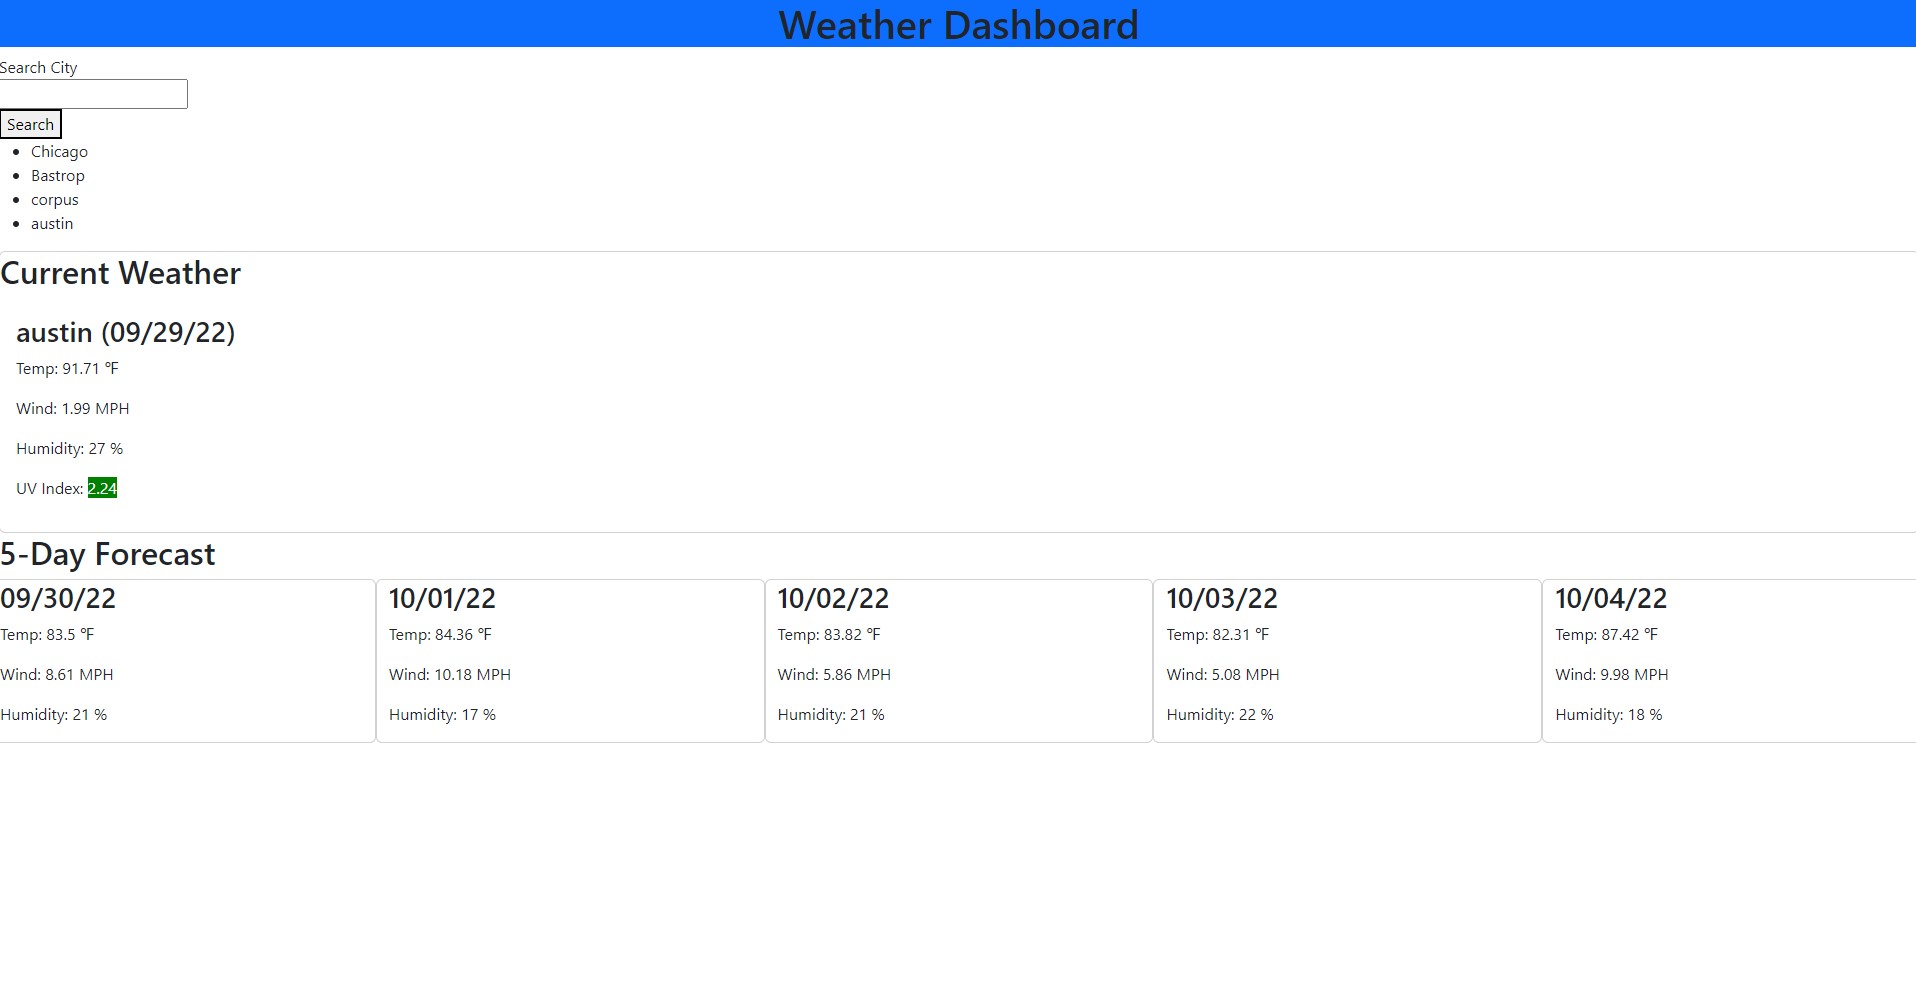 Weather Dashboard
Search City
Search
Chicago
Bastrop
corpus
austin
Current Weather
austin (09/29/22)
Temp: 91.71 ℉
Wind: 1.99 MPH
Humidity: 27 %
UV Index: 2.24
5-Day Forecast
09/30/22
Temp: 83.5 ℉
Wind: 8.61 MPH
Humidity: 21 %
10/01/22
Temp: 84.36 ℉
Wind: 10.18 MPH
Humidity: 17 %
10/02/22
Temp: 83.82 ℉
Wind: 5.86 MPH
Humidity: 21 %
10/03/22
Temp: 82.31 ℉
Wind: 5.08 MPH
Humidity: 22 %
10/04/22
Temp: 87.42 ℉
Wind: 9.98 MPH
Humidity: 18 %